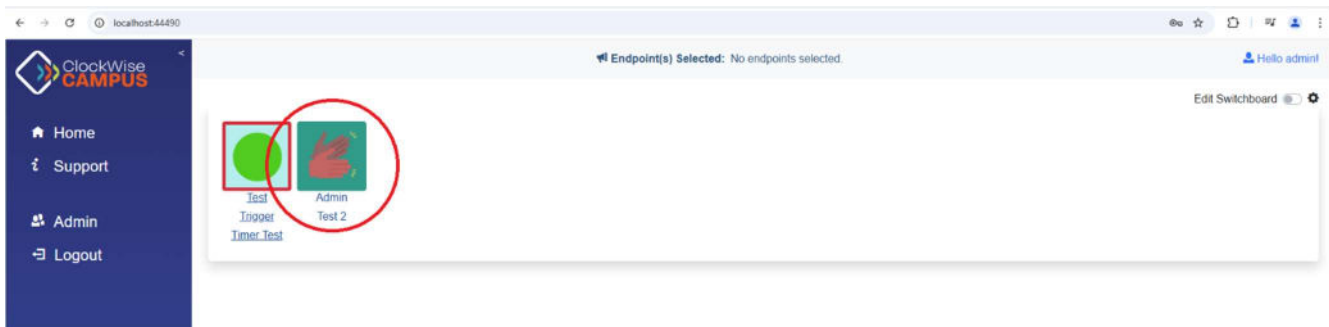 localhost:44490
ClockWise
CAMPUS
<
Endpoint(s) Selected: No endpoints selected.
Hello admin!
Edit Switchboard
Home
Support
Admin
Logout
Test
Trigger
Timer Test
Admin
Test 2